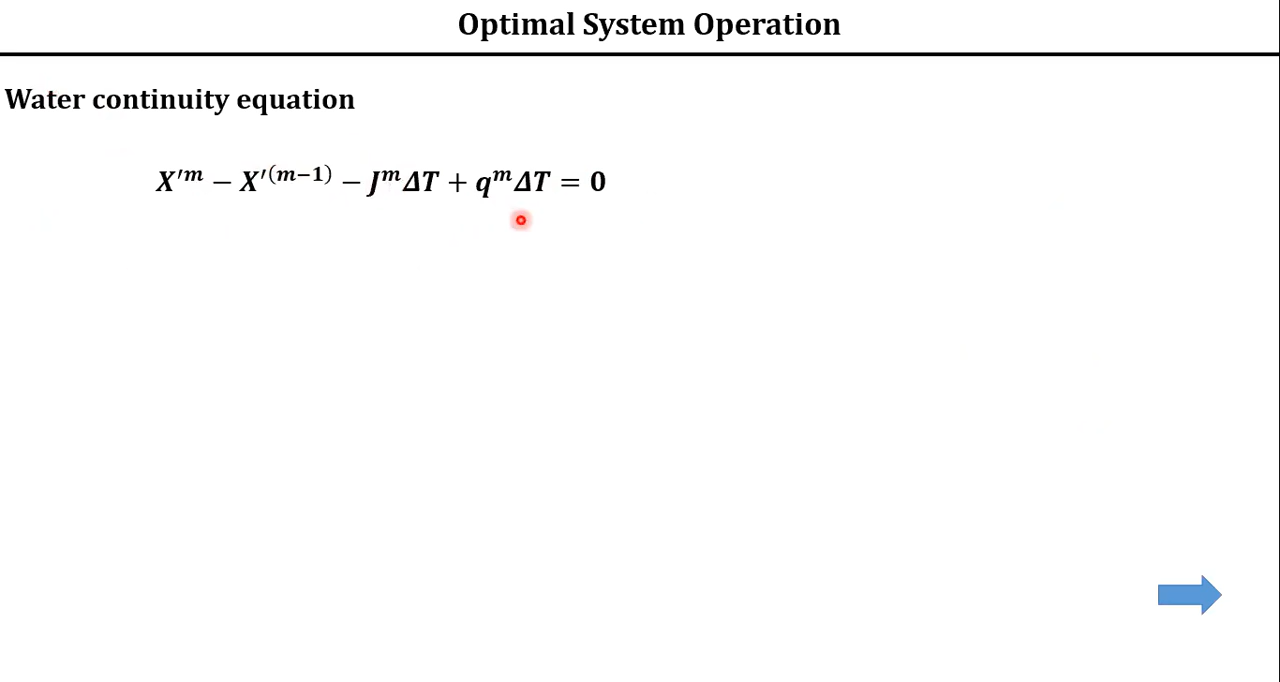 Optimal System Operation
Water continuity equation
X'ᵐ − X'⁽ᵐ⁻¹⁾ − JᵐΔT + qᵐΔT = 0